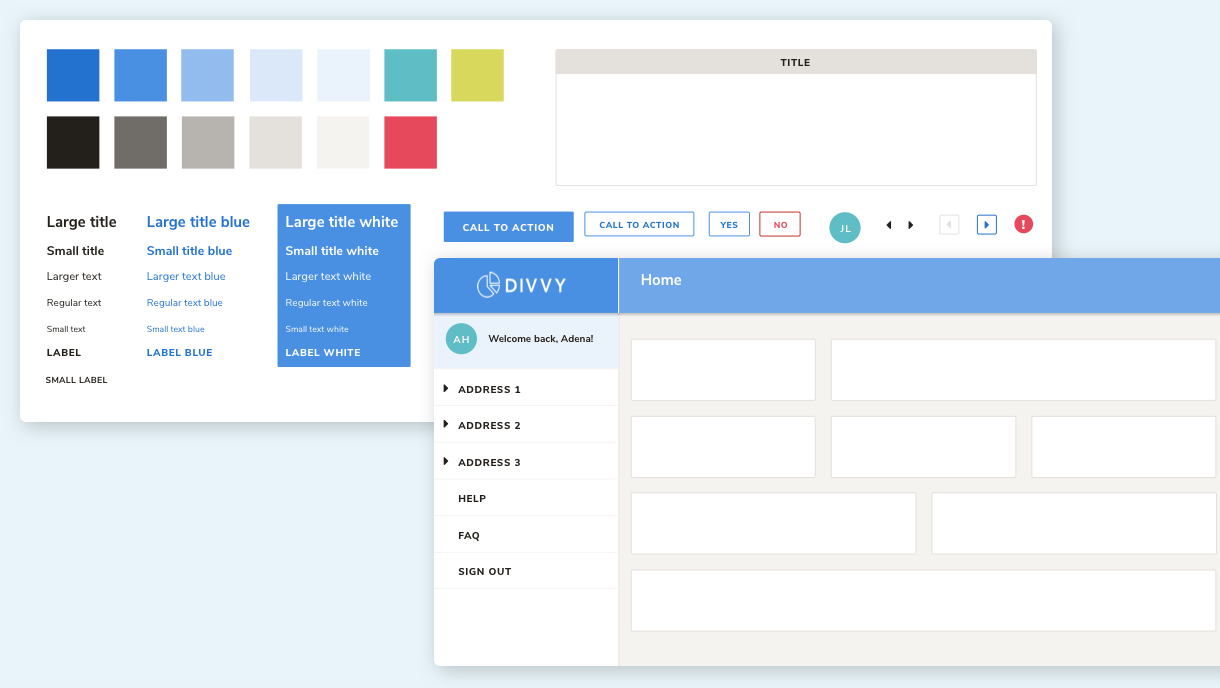 TITLE
Large title
Large title blue
Large title white
Small title
Small title blue
Small title white
Larger text
Larger text blue
Larger text white
Regular text
Regular text blue
Regular text white
Small text
Small text blue
Small text white
LABEL
LABEL BLUE
LABEL WHITE
SMALL LABEL
CALL TO ACTION
CALL TO ACTION
YES
NO
JL
!
DIVVY
Home
AH
Welcome back, Adena!
ADDRESS 1
ADDRESS 2
ADDRESS 3
HELP
FAQ
SIGN OUT